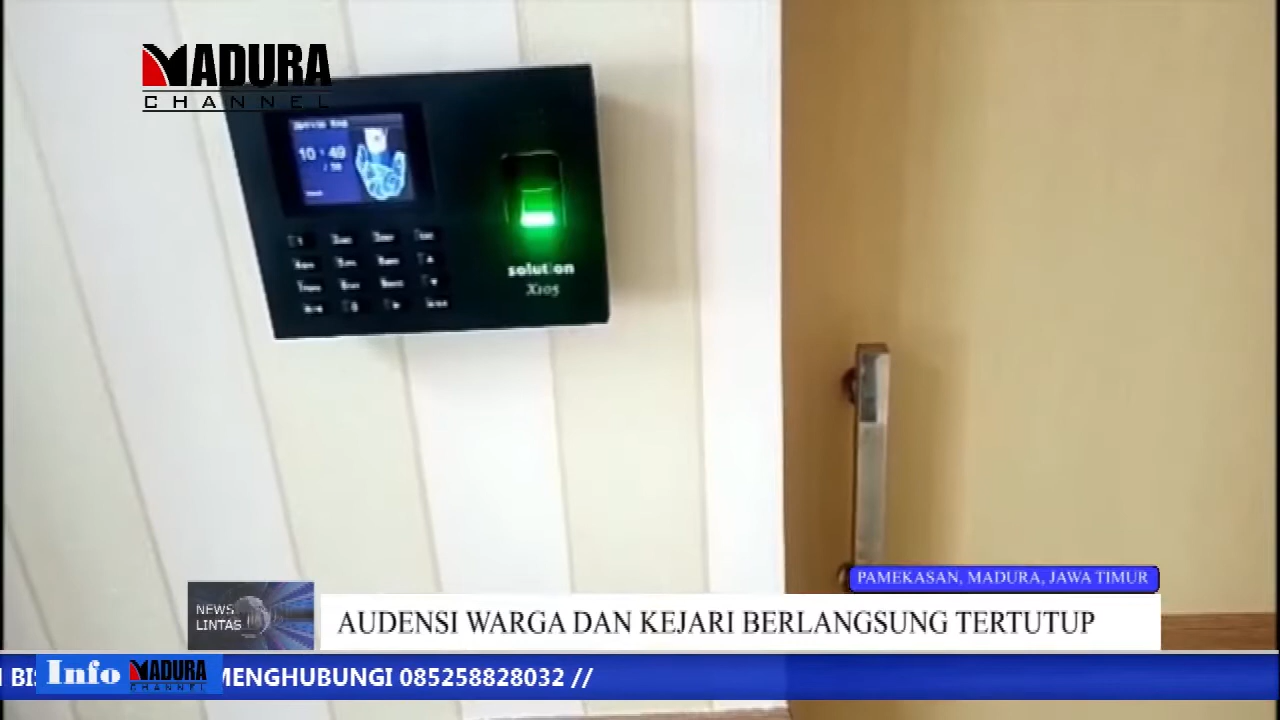 MADURA
CHANNEL
10:49
solution
X105
PAMEKASAN, MADURA, JAWA TIMUR
NEWS
LINTAS
AUDENSI WARGA DAN KEJARI BERLANGSUNG TERTUTUP
Info MADURA CHANNEL MENGHUBUNGI 085258828032 //